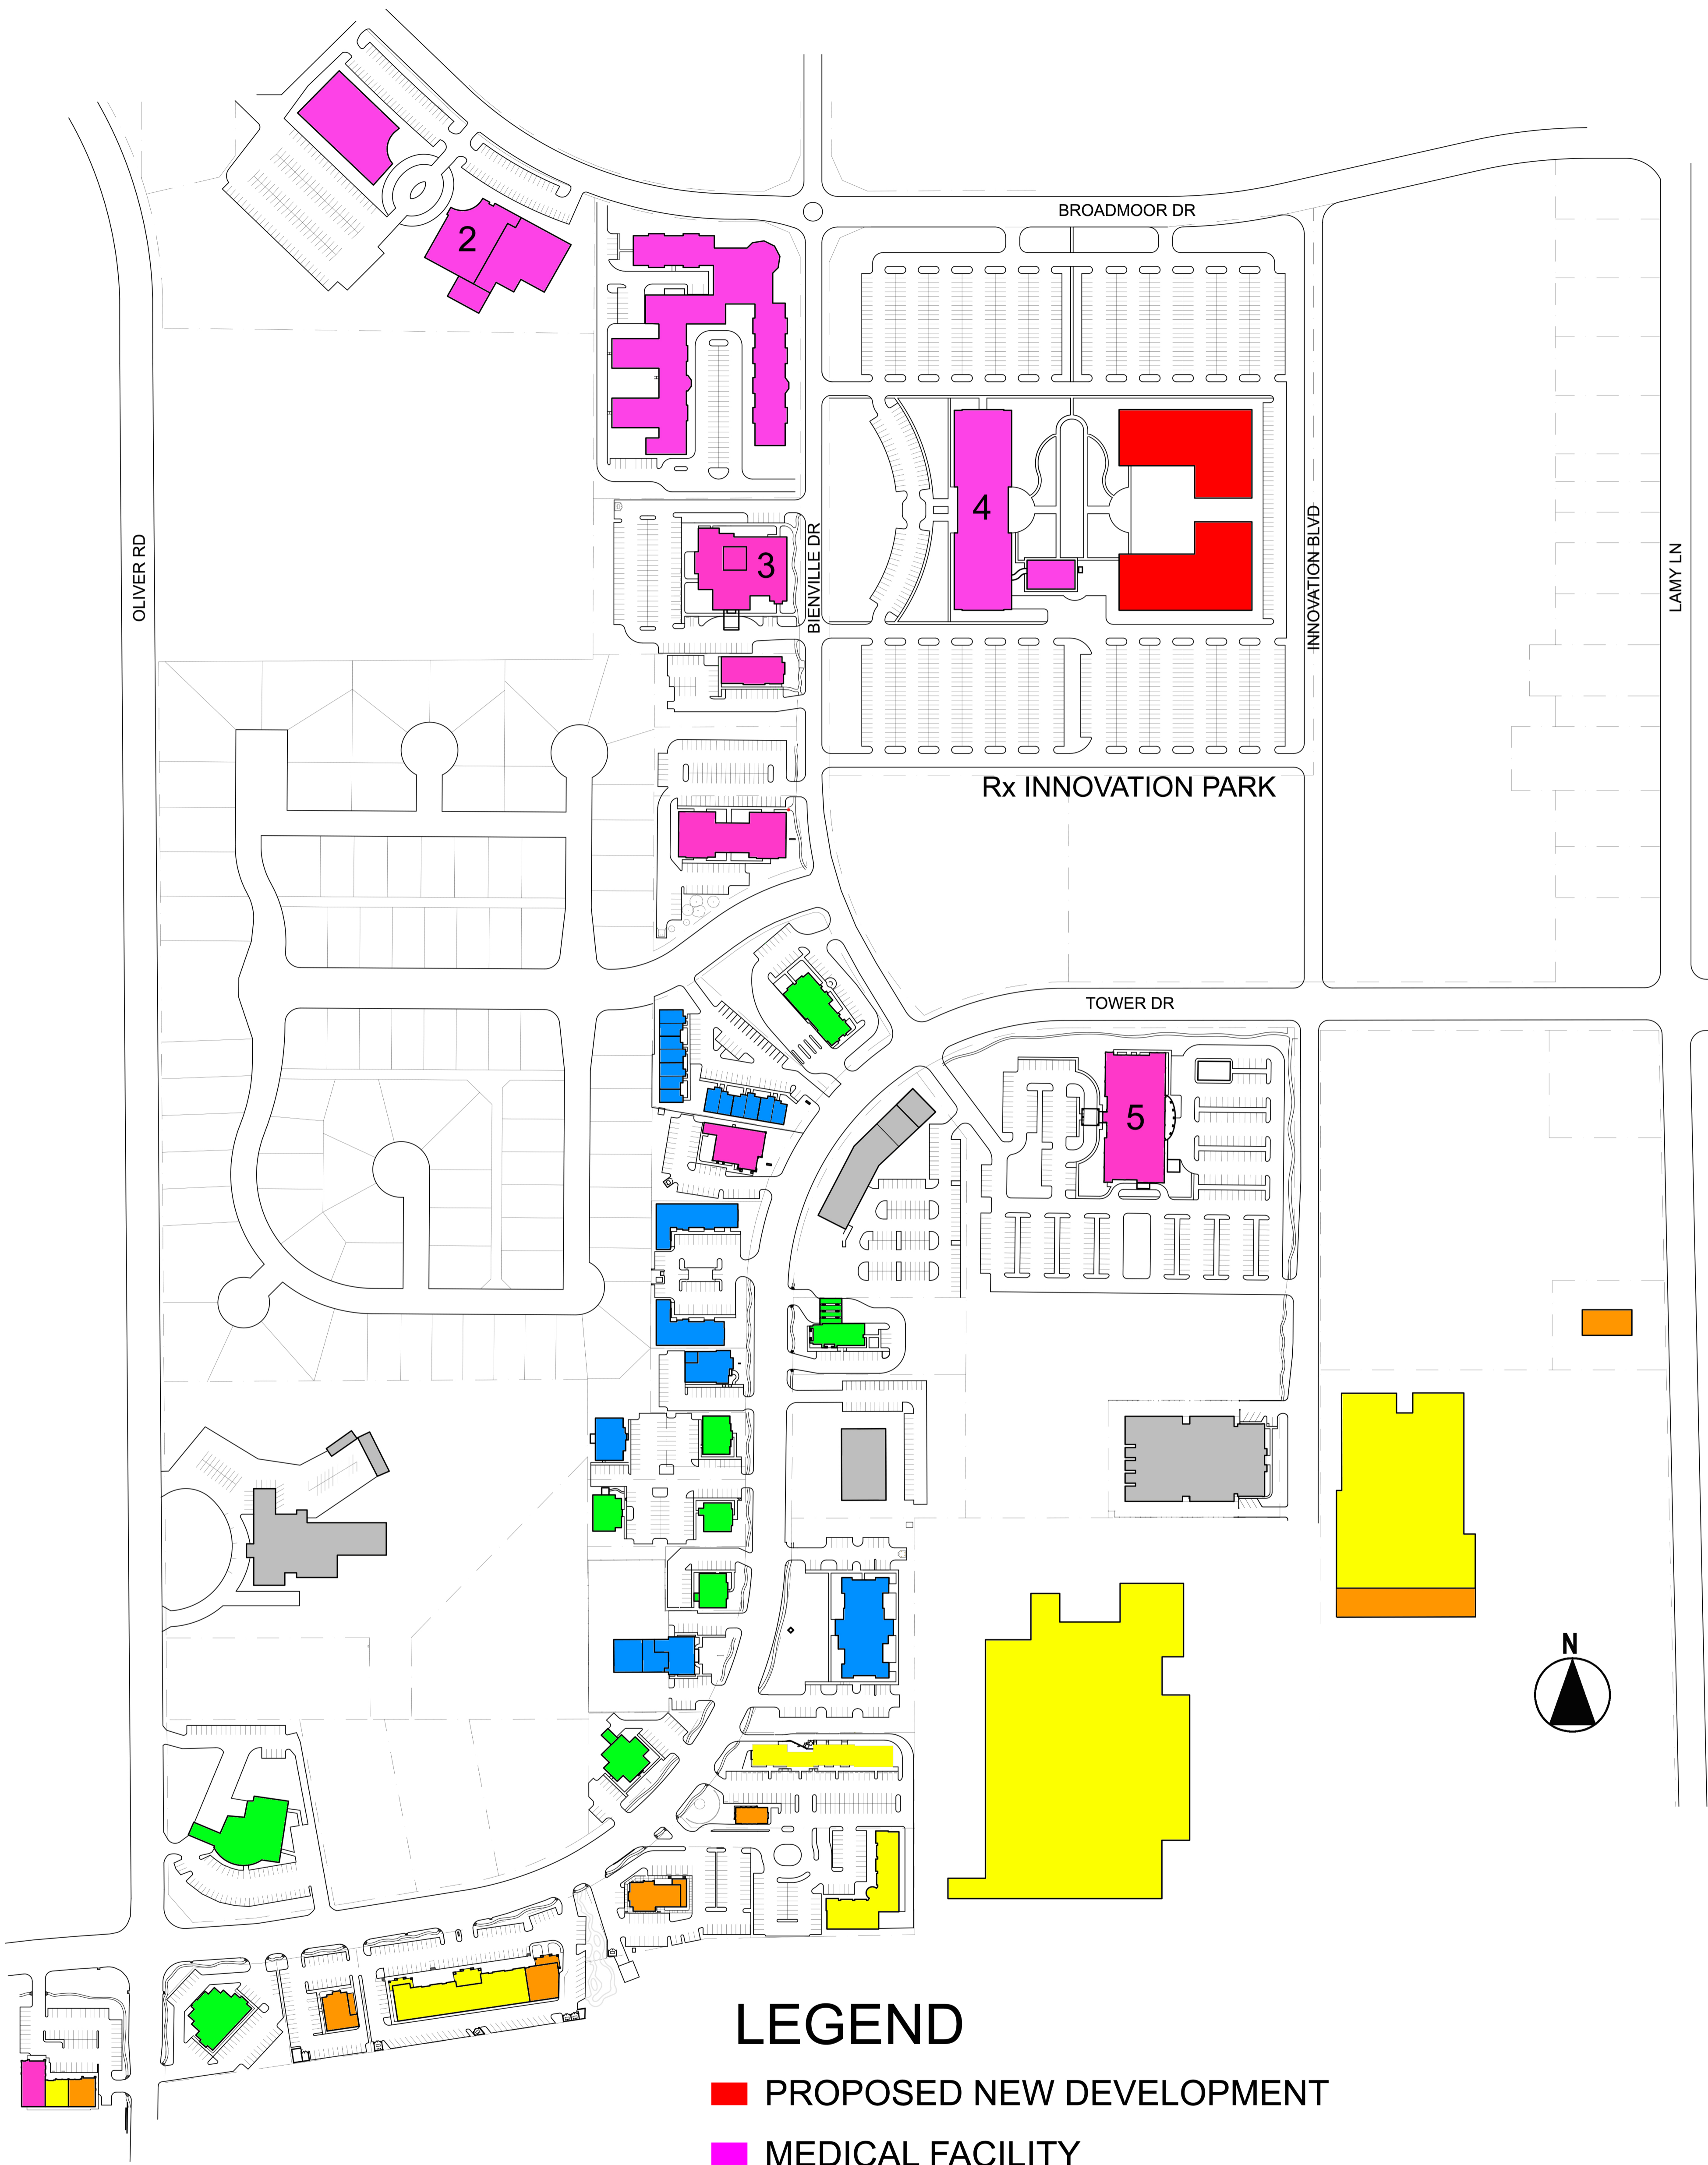 BROADMOOR DR
2
4
3
OLIVER RD
BIENVILLE DR
INNOVATION BLVD
LAMY LN
Rx INNOVATION PARK
TOWER DR
5
N
LEGEND
PROPOSED NEW DEVELOPMENT
MEDICAL FACILITY